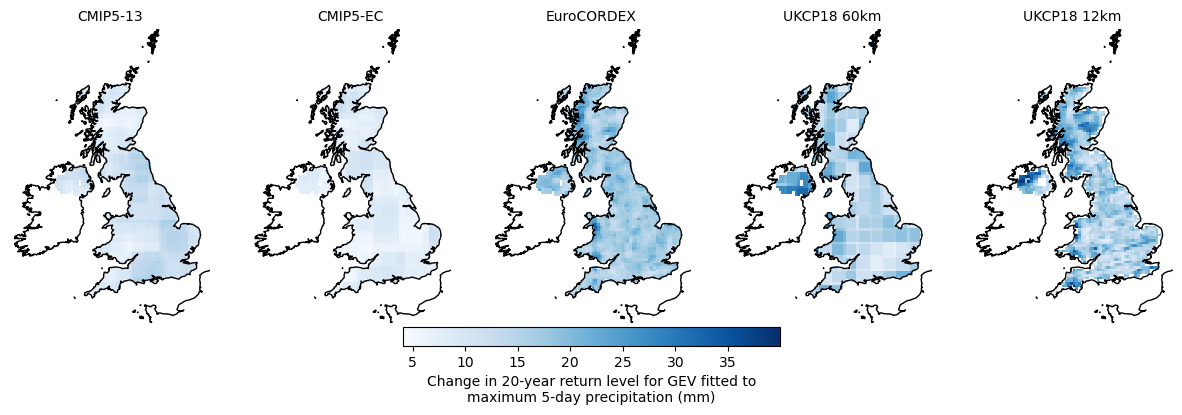 CMIP5-13
CMIP5-EC
EuroCORDEX
UKCP18 60km
UKCP18 12km
5 10 15 20 25 30 35
Change in 20-year return level for GEV fitted to
maximum 5-day precipitation (mm)